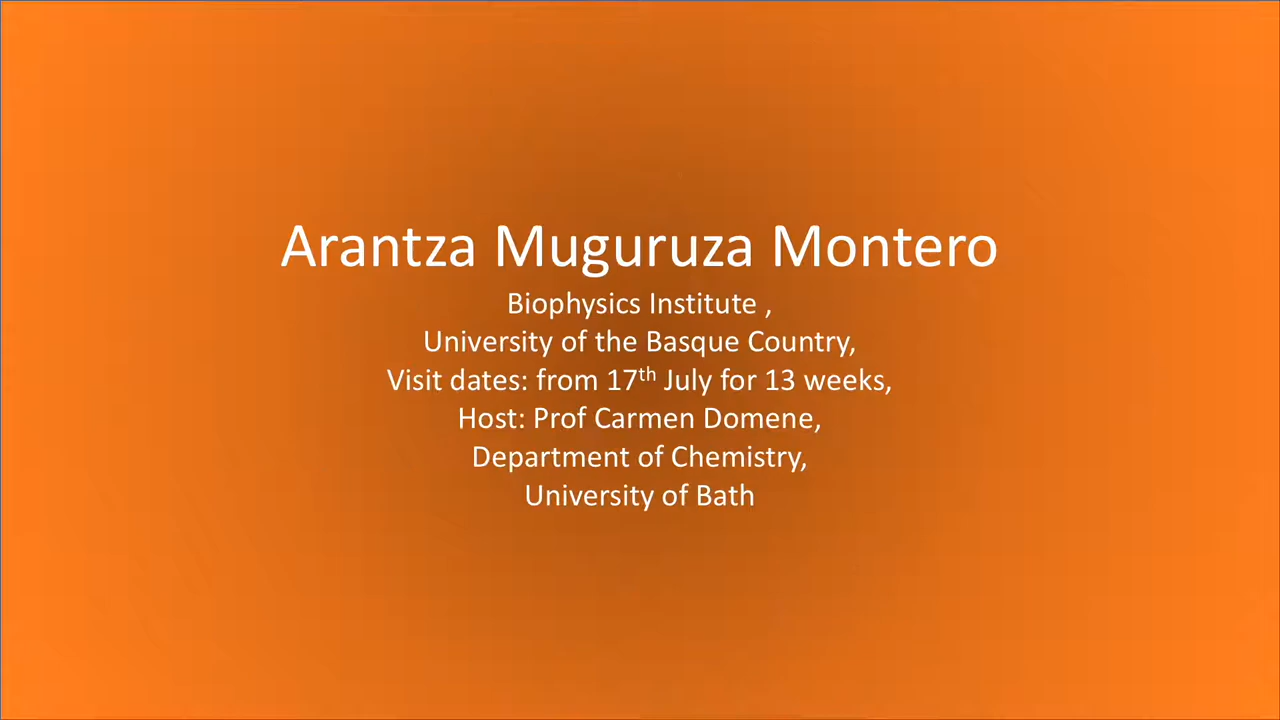 Arantza Muguruza Montero
Biophysics Institute ,
University of the Basque Country,
Visit dates: from 17th July for 13 weeks,
Host: Prof Carmen Domene,
Department of Chemistry,
University of Bath